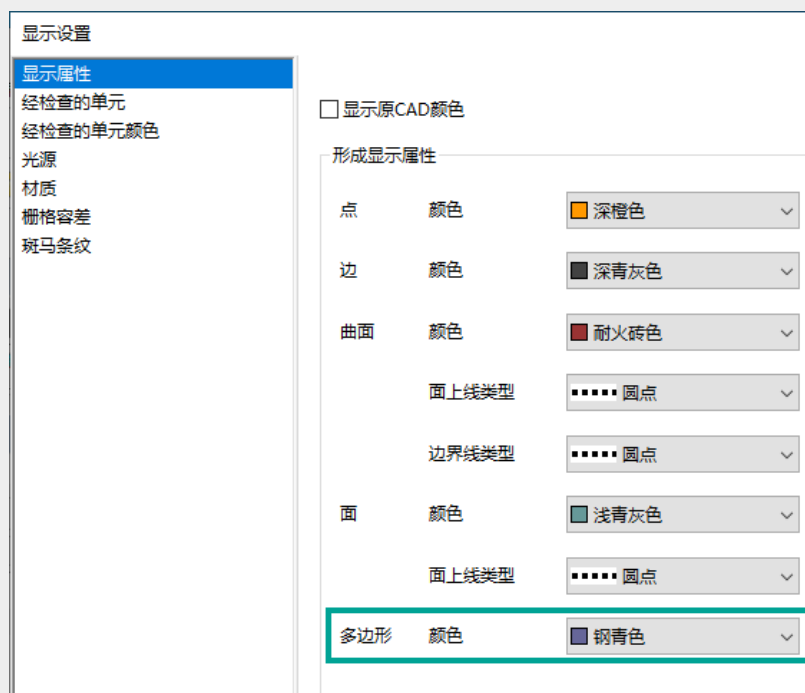 显示设置
显示属性
经检查的单元
经检查的单元颜色
光源
材质
栅格容差
斑马条纹
显示原CAD颜色
形成显示属性
点 颜色 深橙色
边 颜色 深青灰色
曲面 颜色 耐火砖色
面上线类型 圆点
边界线类型 圆点
面 颜色 浅青灰色
面上线类型 圆点
多边形 颜色 钢青色